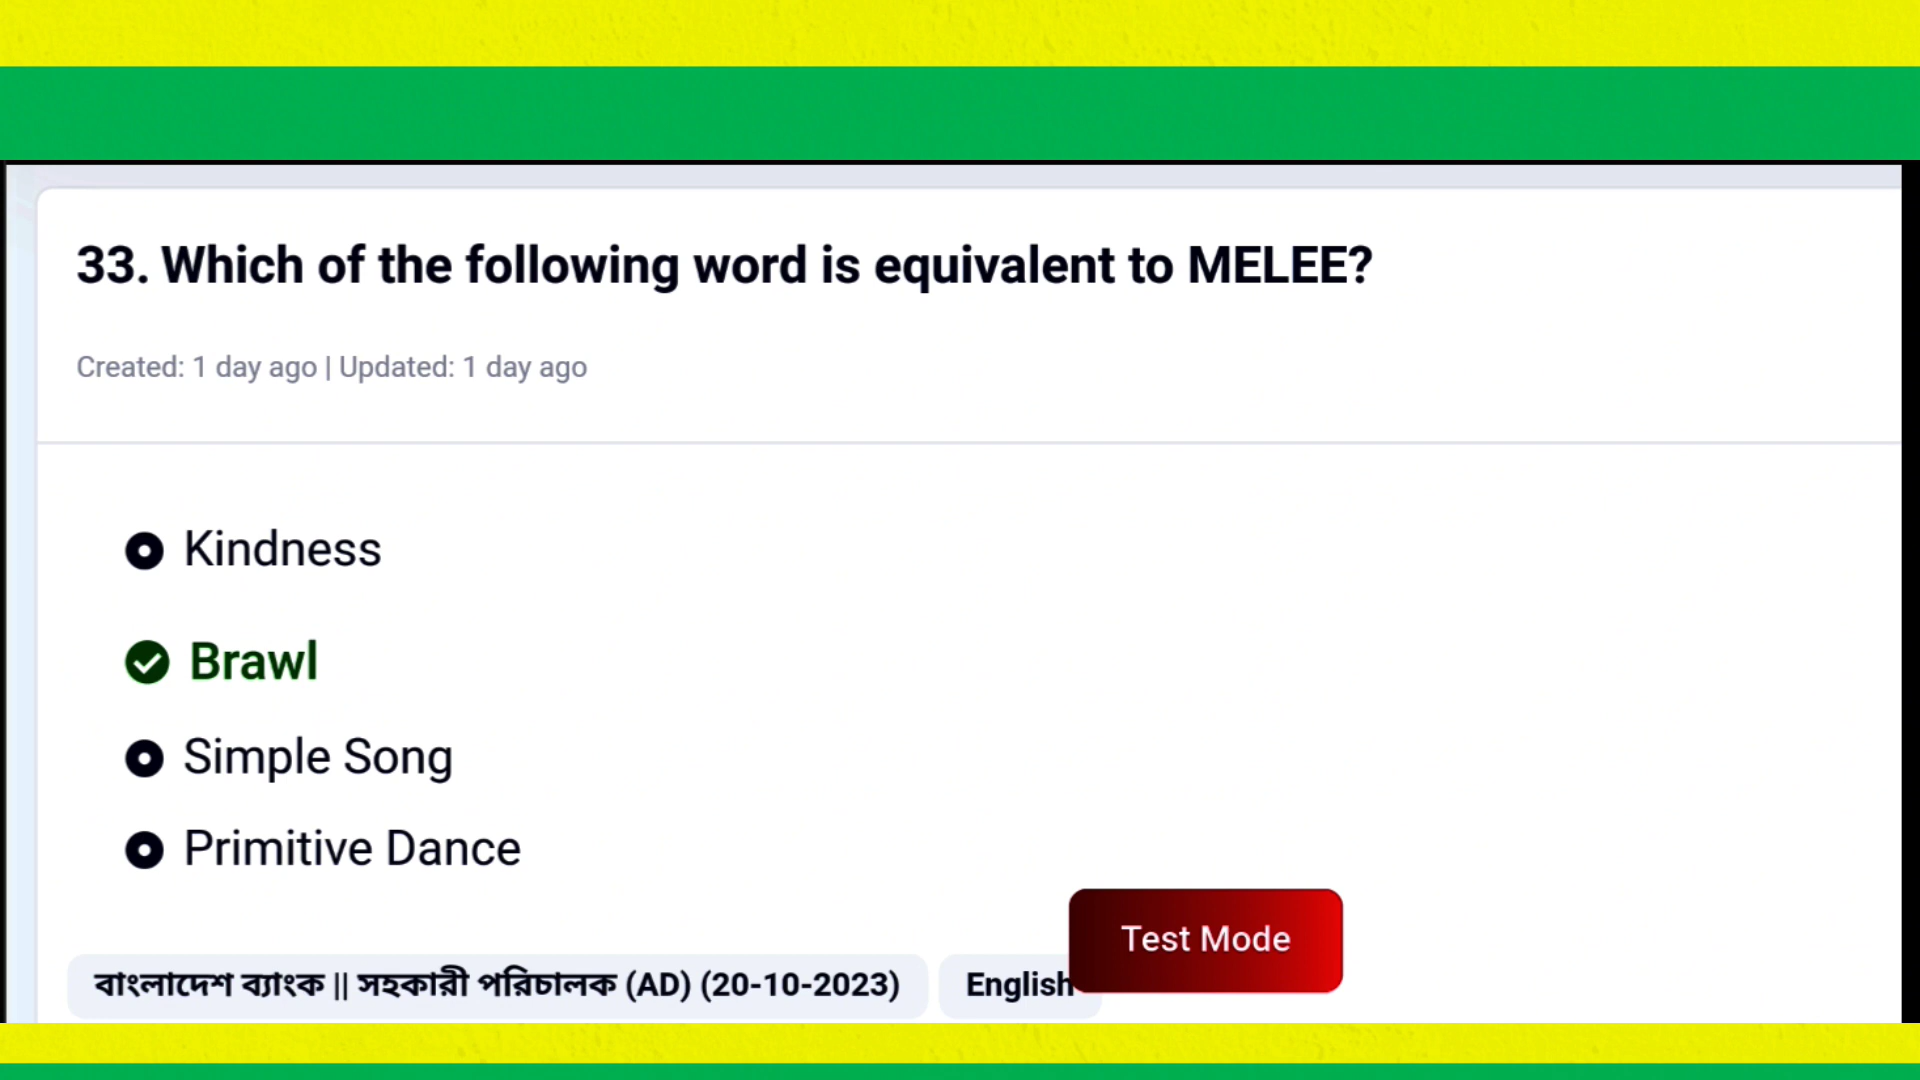 33. Which of the following word is equivalent to MELEE?
Created: 1 day ago | Updated: 1 day ago
Kindness
Brawl
Simple Song
Primitive Dance
Test Mode
বাংলাদেশ ব্যাংক || সহকারী পরিচালক (AD) (20-10-2023) English